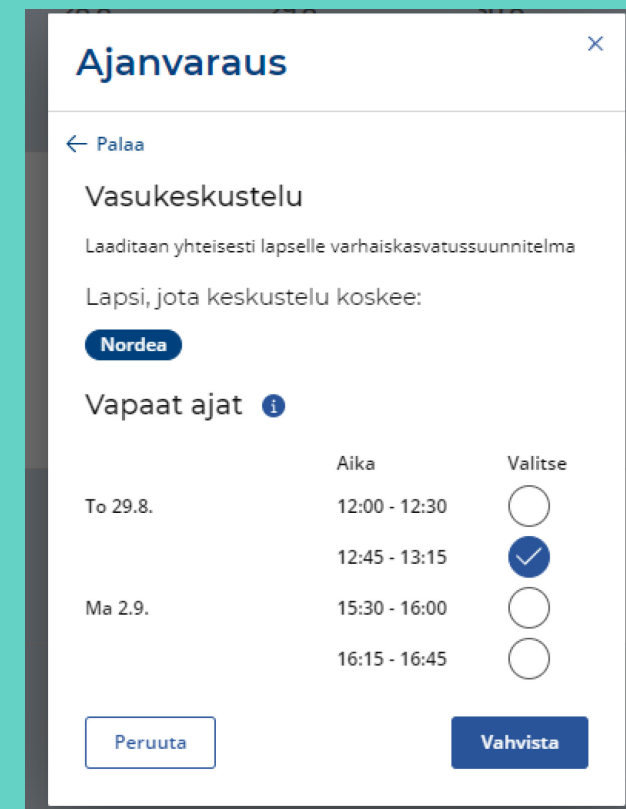 Ajanvaraus
Palaa
Vasukeskustelu
Laaditaan yhteisesti lapselle varhaiskasvatussuunnitelma
Lapsi, jota keskustelu koskee:
Nordea
Vapaat ajat
Aika Valitse
To 29.8. 12:00 - 12:30
12:45 - 13:15
Ma 2.9. 15:30 - 16:00
16:15 - 16:45
Peruuta Vahvista